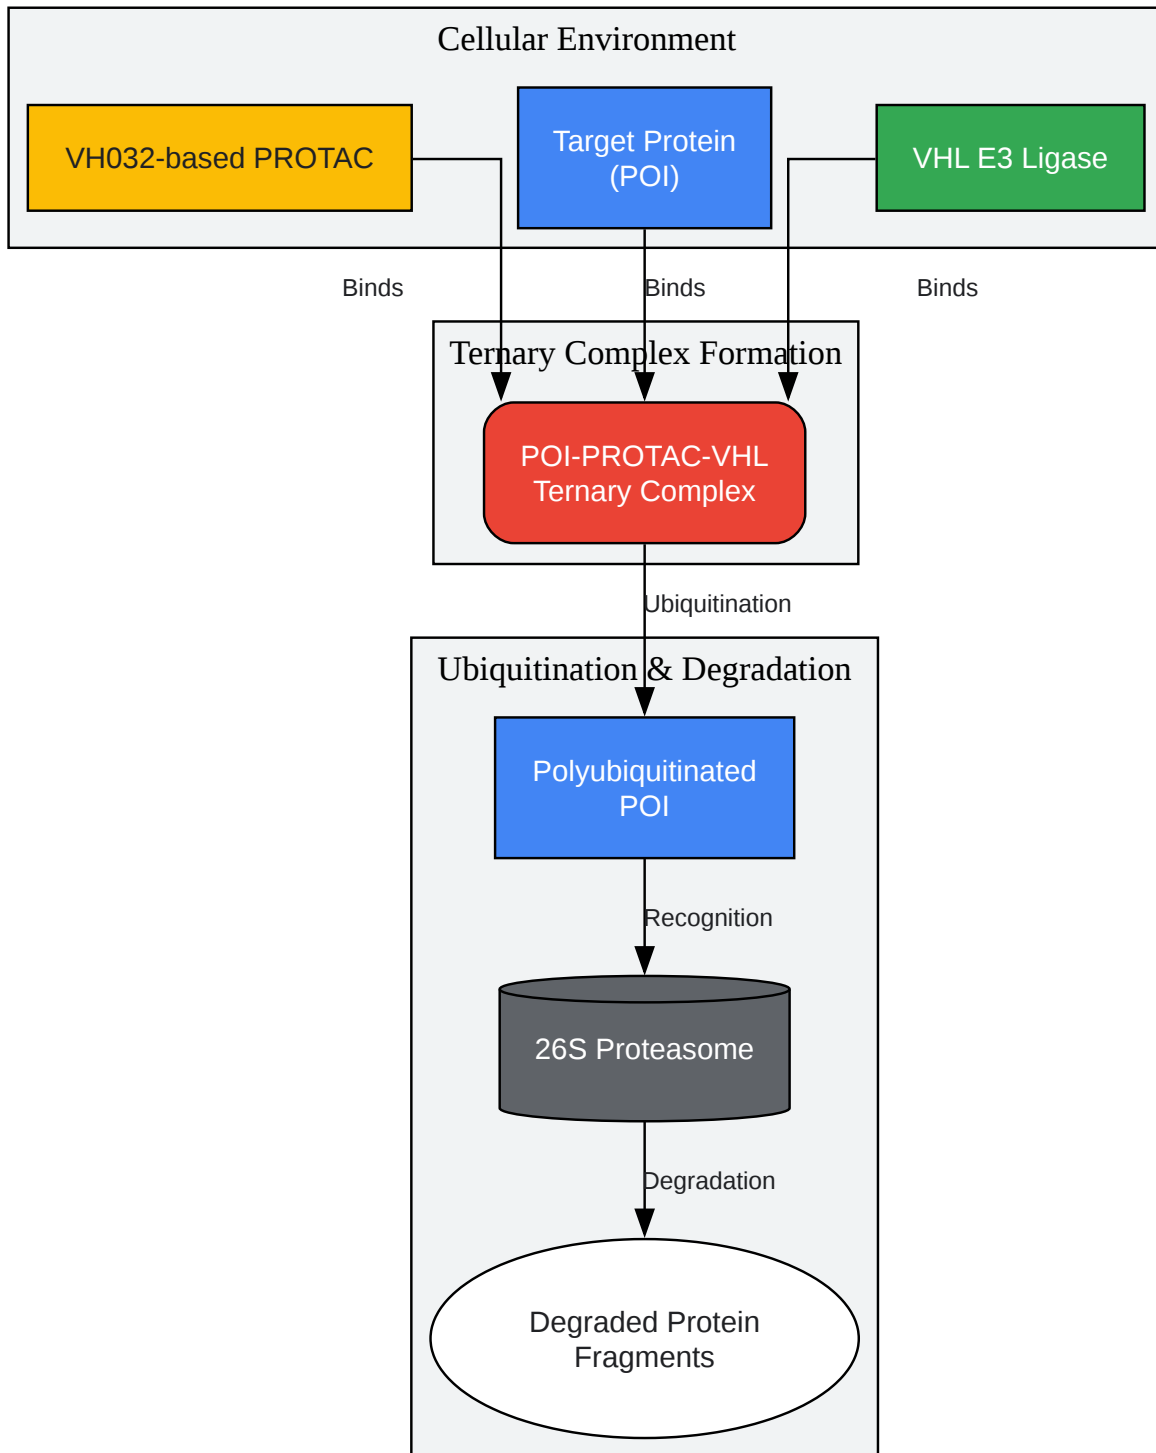 Cellular Environment
VH032-based PROTAC
Target Protein
(POI)
VHL E3 Ligase
Binds
Binds
Binds
Ternary Complex Formation
POI-PROTAC-VHL
Ternary Complex
Ubiquitination
Ubiquitination & Degradation
Polyubiquitinated
POI
Recognition
26S Proteasome
Degradation
Degraded Protein
Fragments